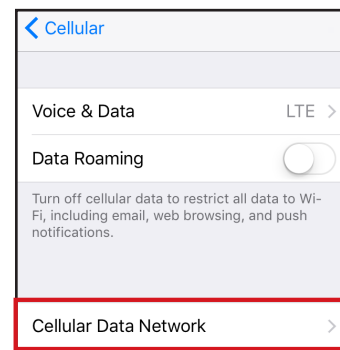 Cellular
Voice & Data LTE
Data Roaming
Turn off cellular data to restrict all data to Wi-
Fi, including email, web browsing, and push
notifications.
Cellular Data Network